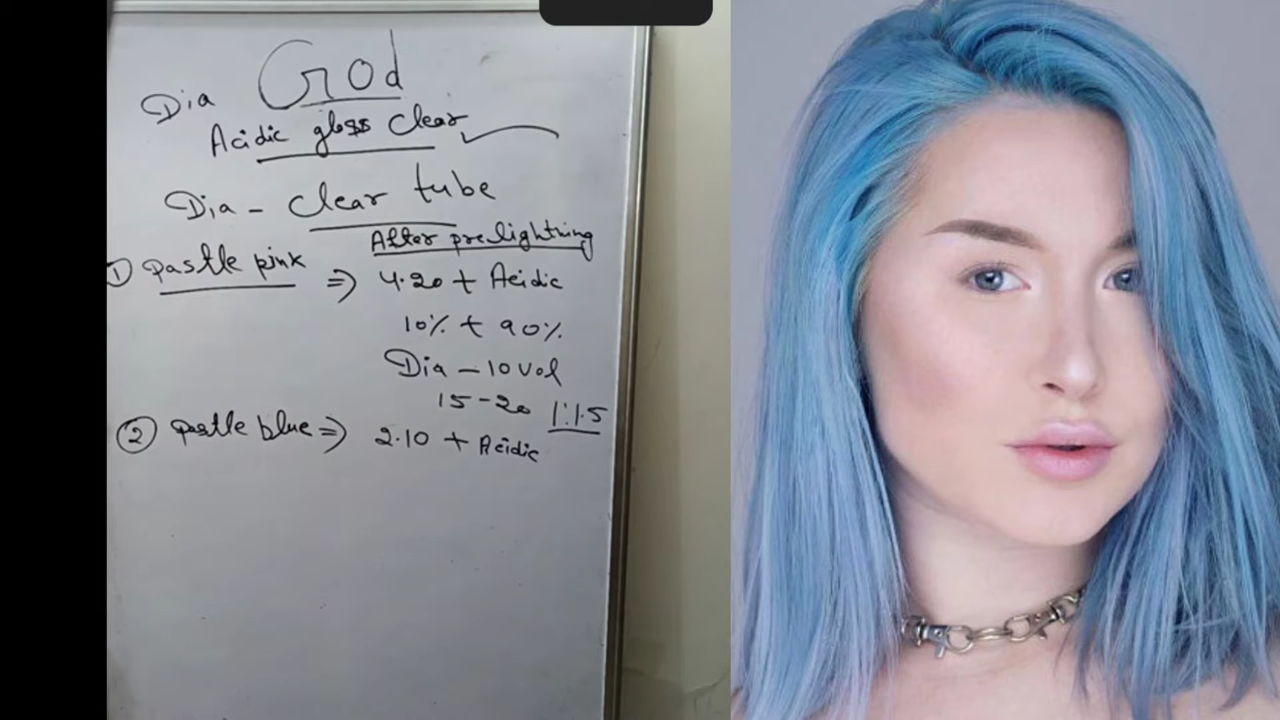 God
Dia
Acidic gloss clear
Dia - clear tube
After prelightning
1) pastle pink => 4.20 + Acidic
10% + 90%
Dia - 10 vol
15-20 1:1.5
2) pastle blue => 2.10 + Acidic